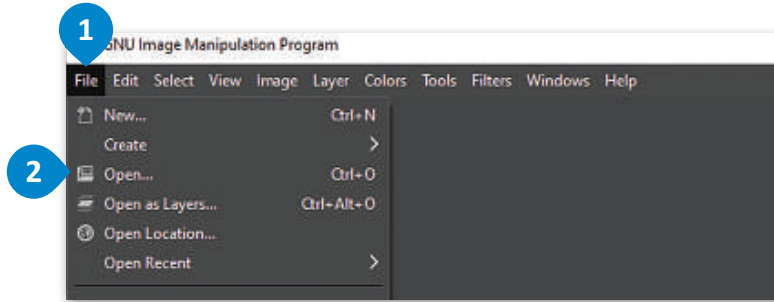 1
GNU Image Manipulation Program
File Edit Select View Image Layer Colors Tools Filters Windows Help
New... Ctrl+N
Create >
2
Open... Ctrl+O
Open as Layers... Ctrl+Alt+O
Open Location...
Open Recent >